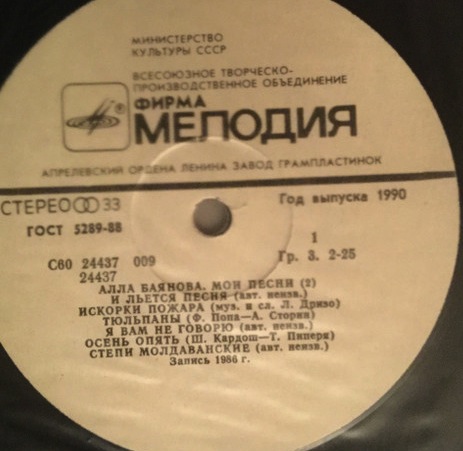 МИНИСТЕРСТВО
КУЛЬТУРЫ СССР
ВСЕСОЮЗНОЕ ТВОРЧЕСКО-
ПРОИЗВОДСТВЕННОЕ ОБЪЕДИНЕНИЕ
®
ФИРМА
МЕЛОДИЯ
АПРЕЛЕВСКИЙ ОРДЕНА ЛЕНИНА ЗАВОД ГРАМПЛАСТИНОК
СТЕРЕО 33
Год выпуска 1990
ГОСТ 5289-88
1
С60 24437 009
Гр. 3. 2-25
24437
АЛЛА БАЯНОВА. МОИ ПЕСНИ (2)
И ЛЬЕТСЯ ПЕСНЯ (авт. неизв.)
ИСКОРКИ ПОЖАРА (муз. и сл. Л. Дризо)
ТЮЛЬПАНЫ (Ф. Попа—А. Сторин)
Я ВАМ НЕ ГОВОРЮ (авт. неизв.)
ОСЕНЬ ОПЯТЬ (Ш. Кардош—Т. Пиперя)
СТЕПИ МОЛДАВАНСКИЕ (авт. неизв.)
Запись 1986 г.